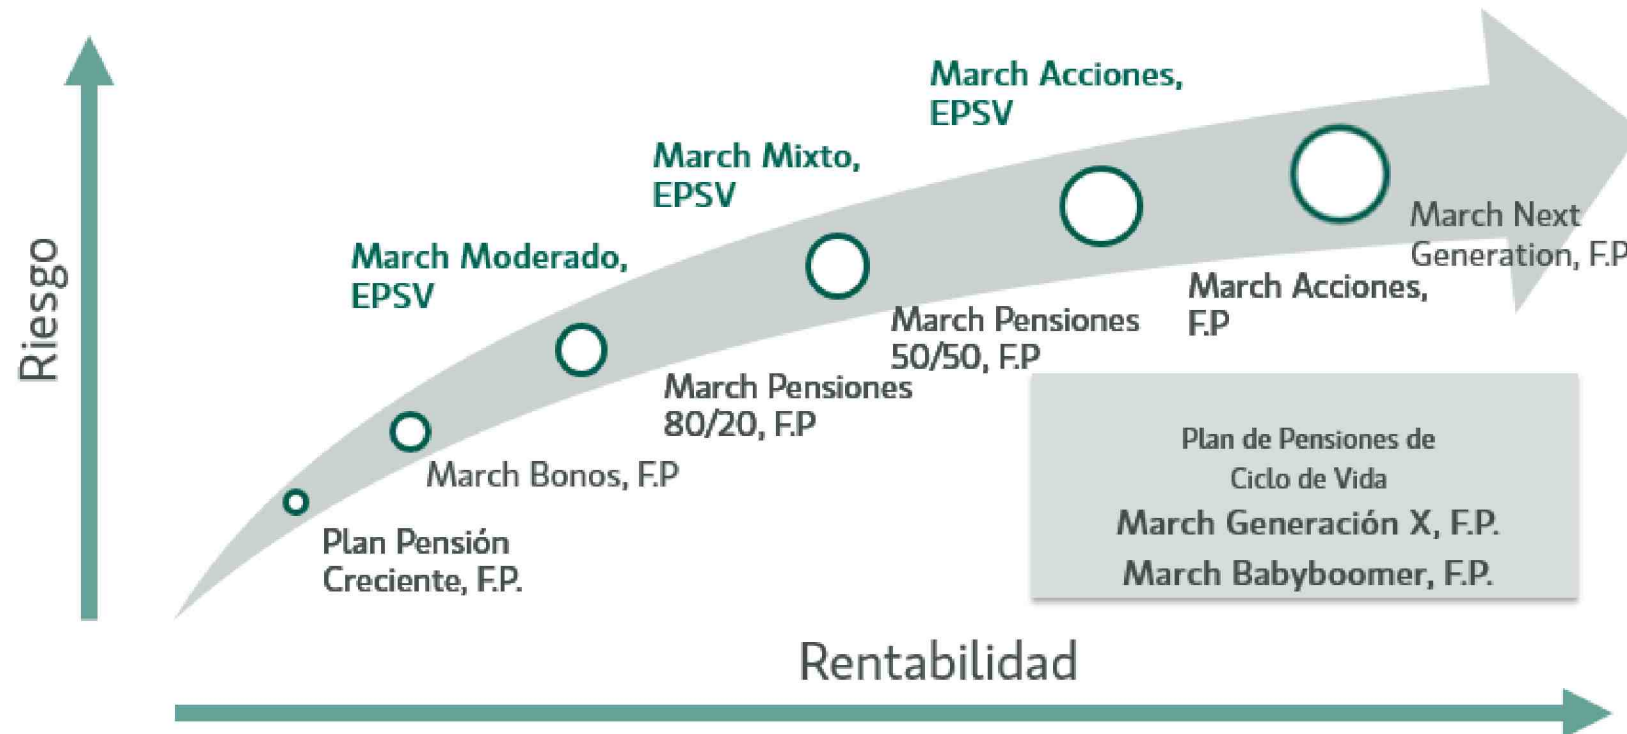 March Acciones,
EPSV
March Mixto,
EPSV
March Moderado,
EPSV
March Next
Generation, F.P
March Acciones,
F.P
March Pensiones
50/50, F.P
March Pensiones
80/20, F.P
March Bonos, F.P
Plan Pensión
Creciente, F.P.
Riesgo
Plan de Pensiones de
Ciclo de Vida
March Generación X, F.P.
March Babyboomer, F.P.
Rentabilidad